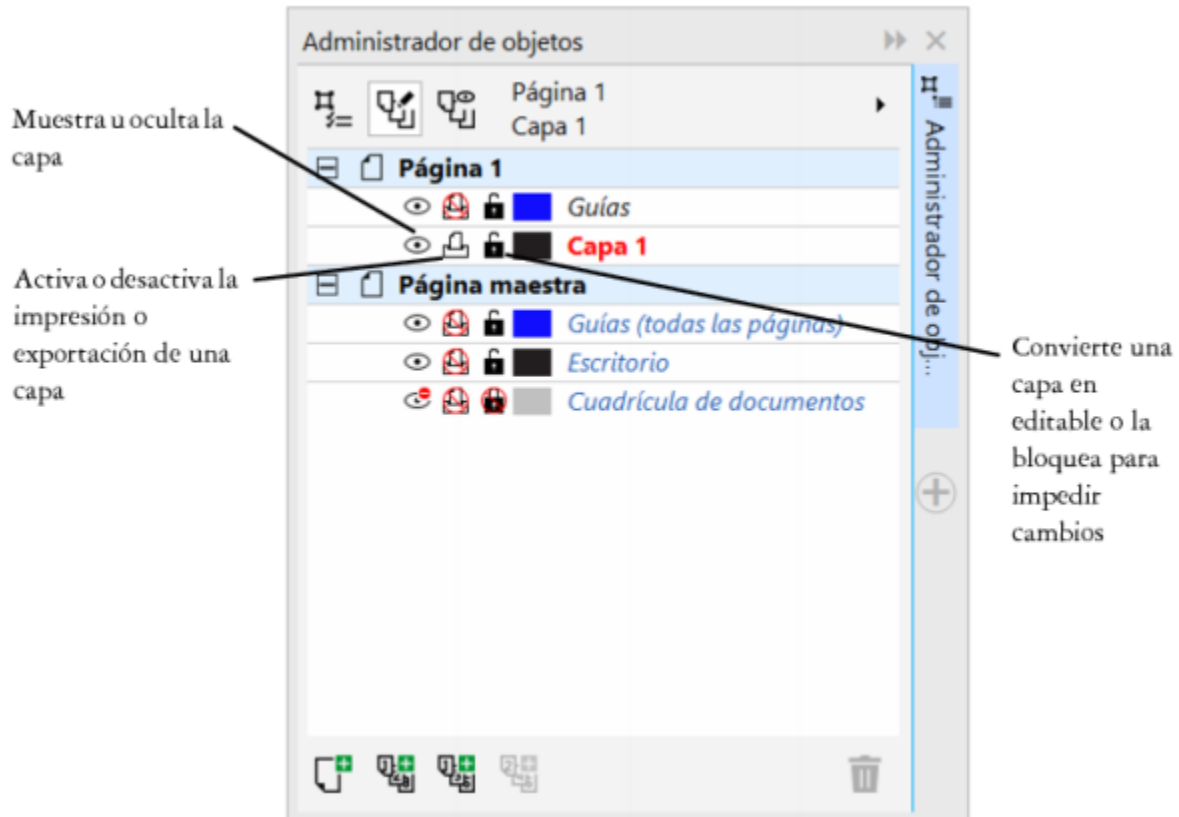 Administrador de objetos
Página 1
Capa 1
Muestra u oculta la
capa
Página 1
Guías
Capa 1
Activa o desactiva la
impresión o
exportación de una
capa
Página maestra
Guías (todas las páginas)
Escritorio
Cuadrícula de documentos
Administrador de obj...
Convierte una
capa en
editable o la
bloquea para
impedir
cambios